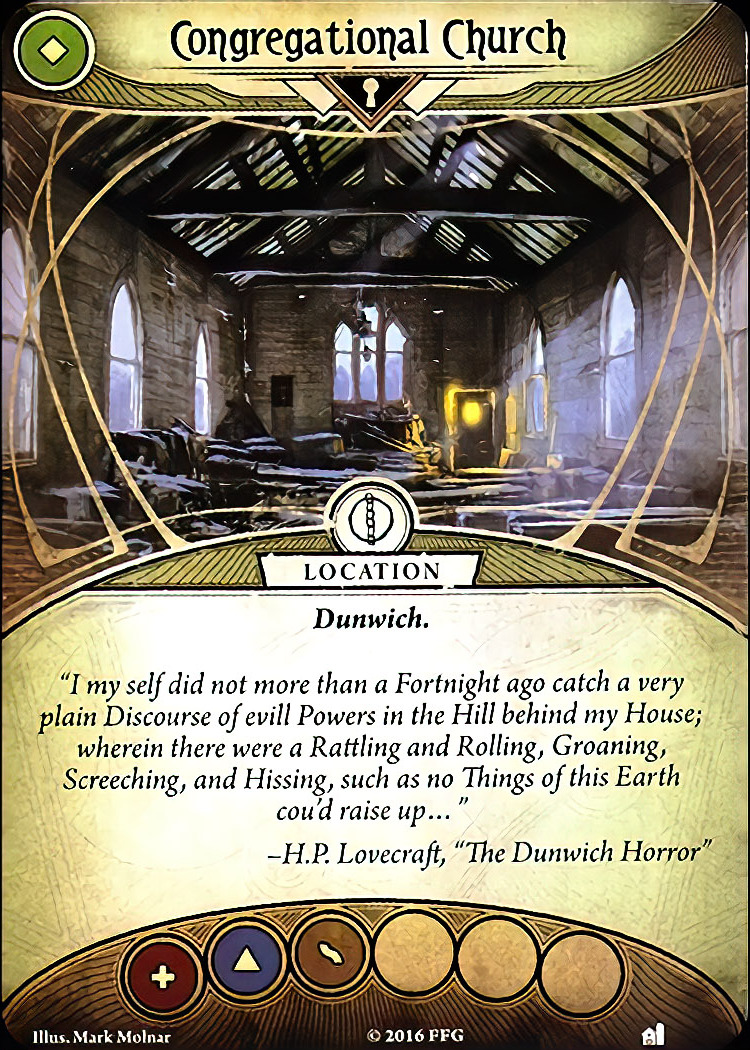 Congregational Church
LOCATION
Dunwich.
“I my self did not more than a Fortnight ago catch a very
plain Discourse of evill Powers in the Hill behind my House;
wherein there were a Rattling and Rolling, Groaning,
Screeching, and Hissing, such as no Things of this Earth
cou’d raise up…”
–H.P. Lovecraft, “The Dunwich Horror”
Illus. Mark Molnar
© 2016 FFG